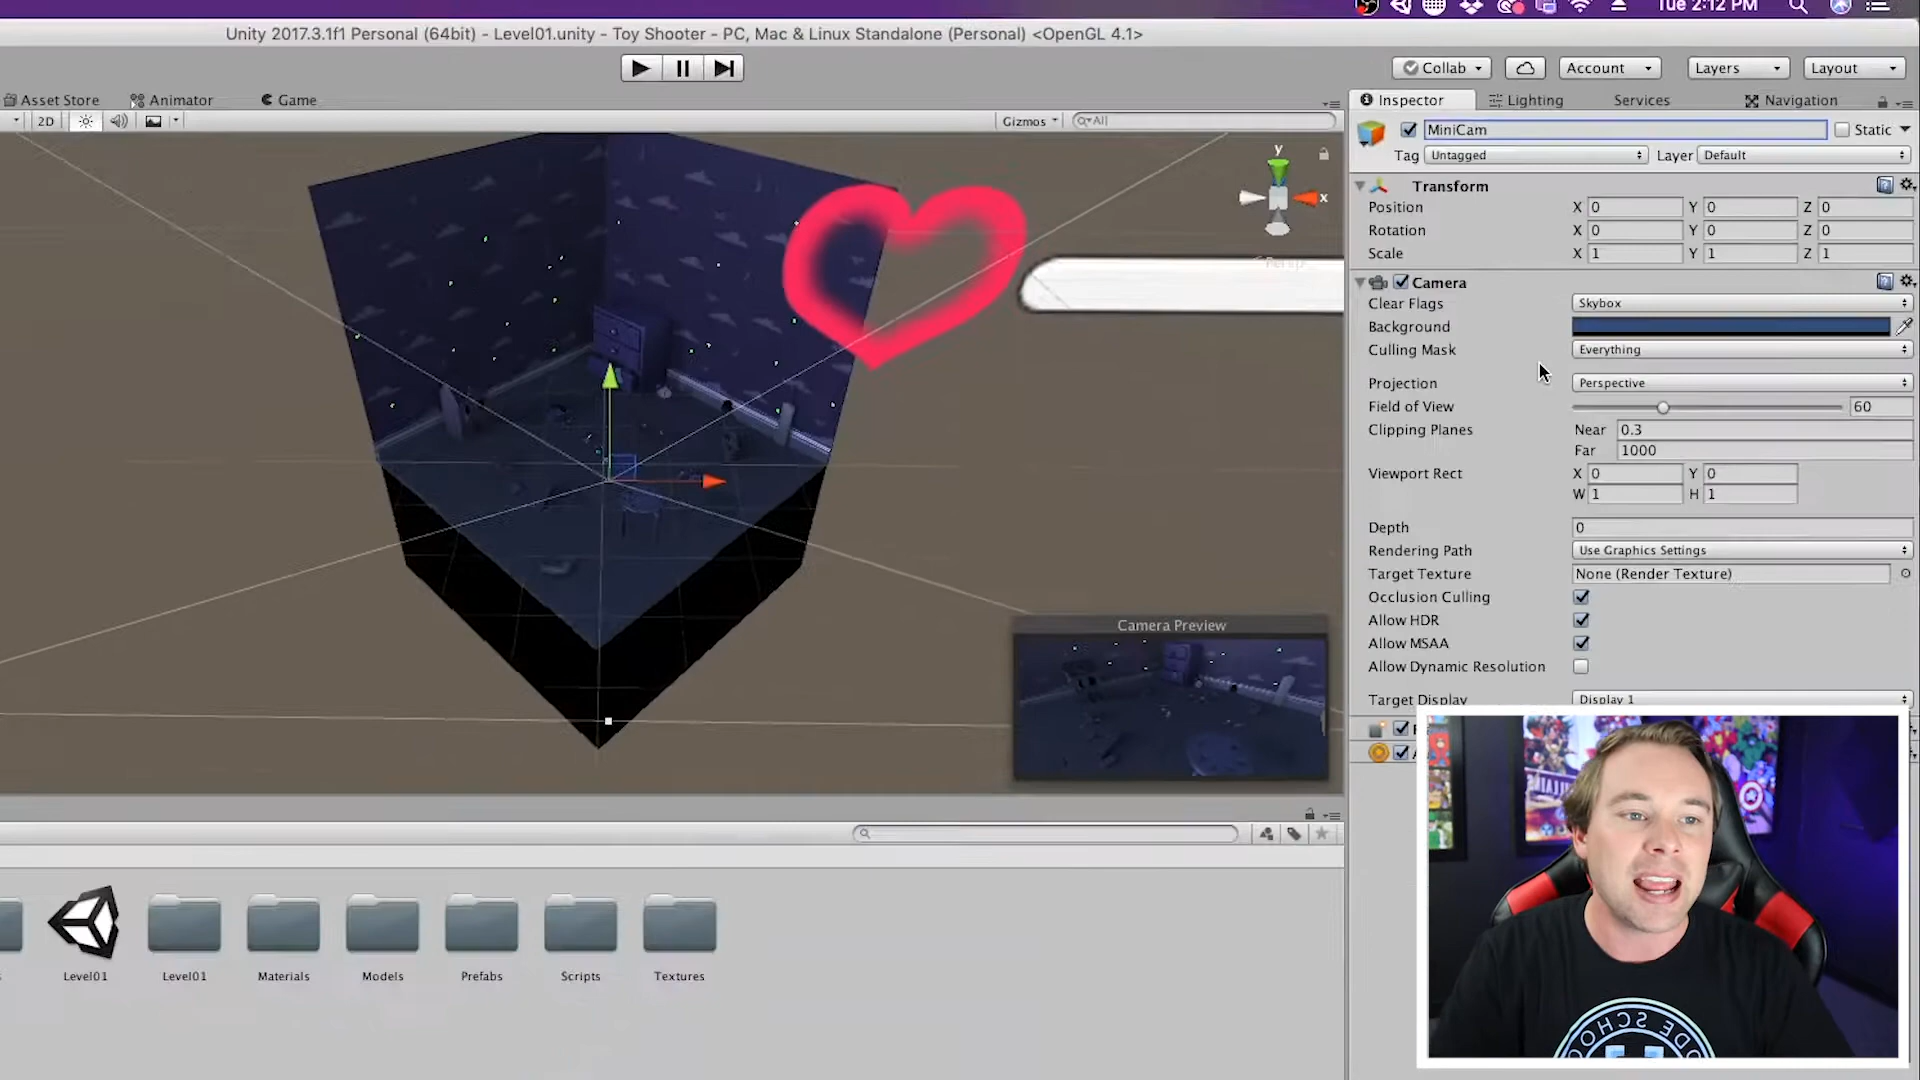 Tue 2:12 PM
Unity 2017.3.1f1 Personal (64bit) - Level01.unity - Toy Shooter - PC, Mac & Linux Standalone (Personal) <OpenGL 4.1>
Collab Account Layers Layout
Asset Store Animator Game
Inspector Lighting Services Navigation
2D Gizmos All
MiniCam Static
Tag Untagged Layer Default
y
x
Persp
Transform
Position X 0 Y 0 Z 0
Rotation X 0 Y 0 Z 0
Scale X 1 Y 1 Z 1
Camera
Clear Flags Skybox
Background
Culling Mask Everything
Projection Perspective
Field of View 60
Clipping Planes Near 0.3
Far 1000
Viewport Rect X 0 Y 0
W 1 H 1
Depth 0
Rendering Path Use Graphics Settings
Target Texture None (Render Texture)
Occlusion Culling
Allow HDR
Allow MSAA
Allow Dynamic Resolution
Target Display Display 1
Camera Preview
Level01 Level01 Materials Models Prefabs Scripts Textures